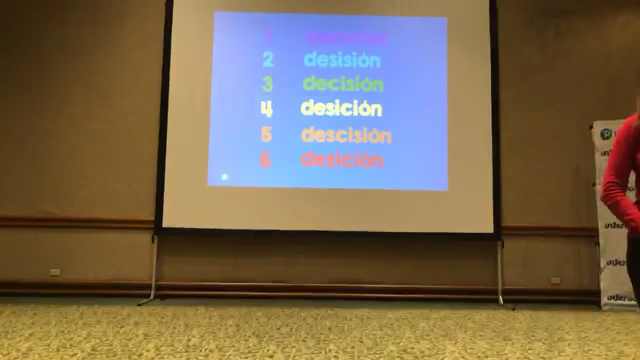 1
2 desisión
3 decisión
4 desición
5 descisión
6 dezición